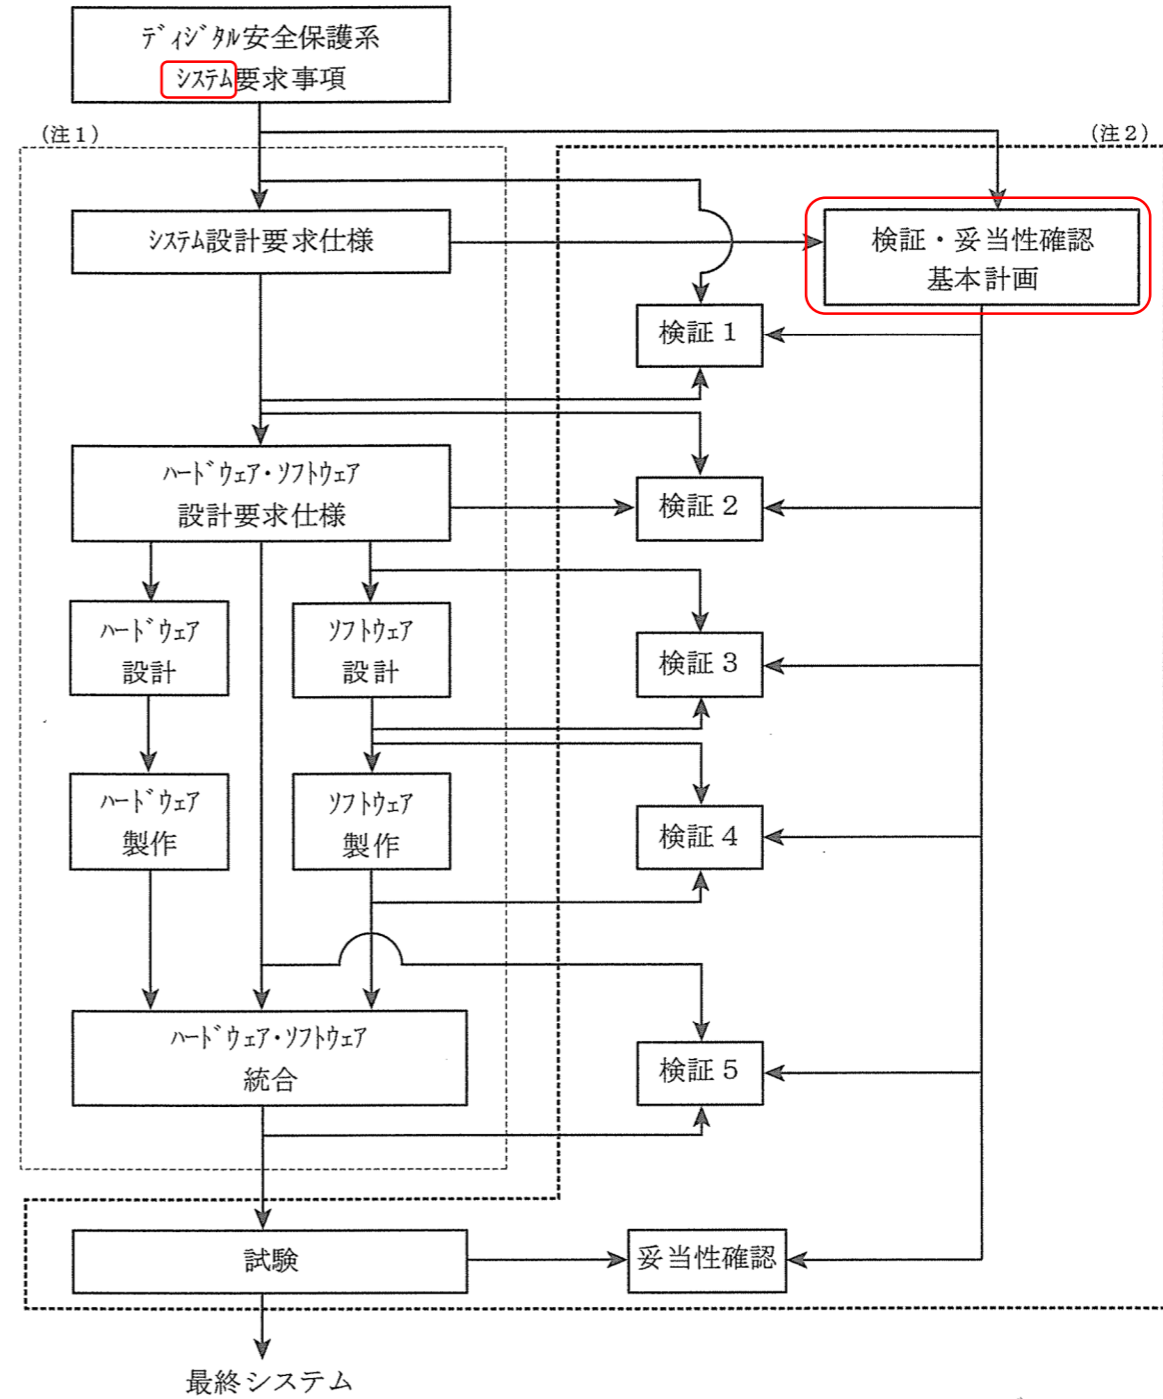 ディジタル安全保護系
システム要求事項
(注1)
(注2)
システム設計要求仕様
検証・妥当性確認
基本計画
検証1
ハードウェア・ソフトウェア
設計要求仕様
検証2
ハードウェア
設計
ソフトウェア
設計
検証3
ハードウェア
製作
ソフトウェア
製作
検証4
ハードウェア・ソフトウェア
統合
検証5
試験
妥当性確認
最終システム